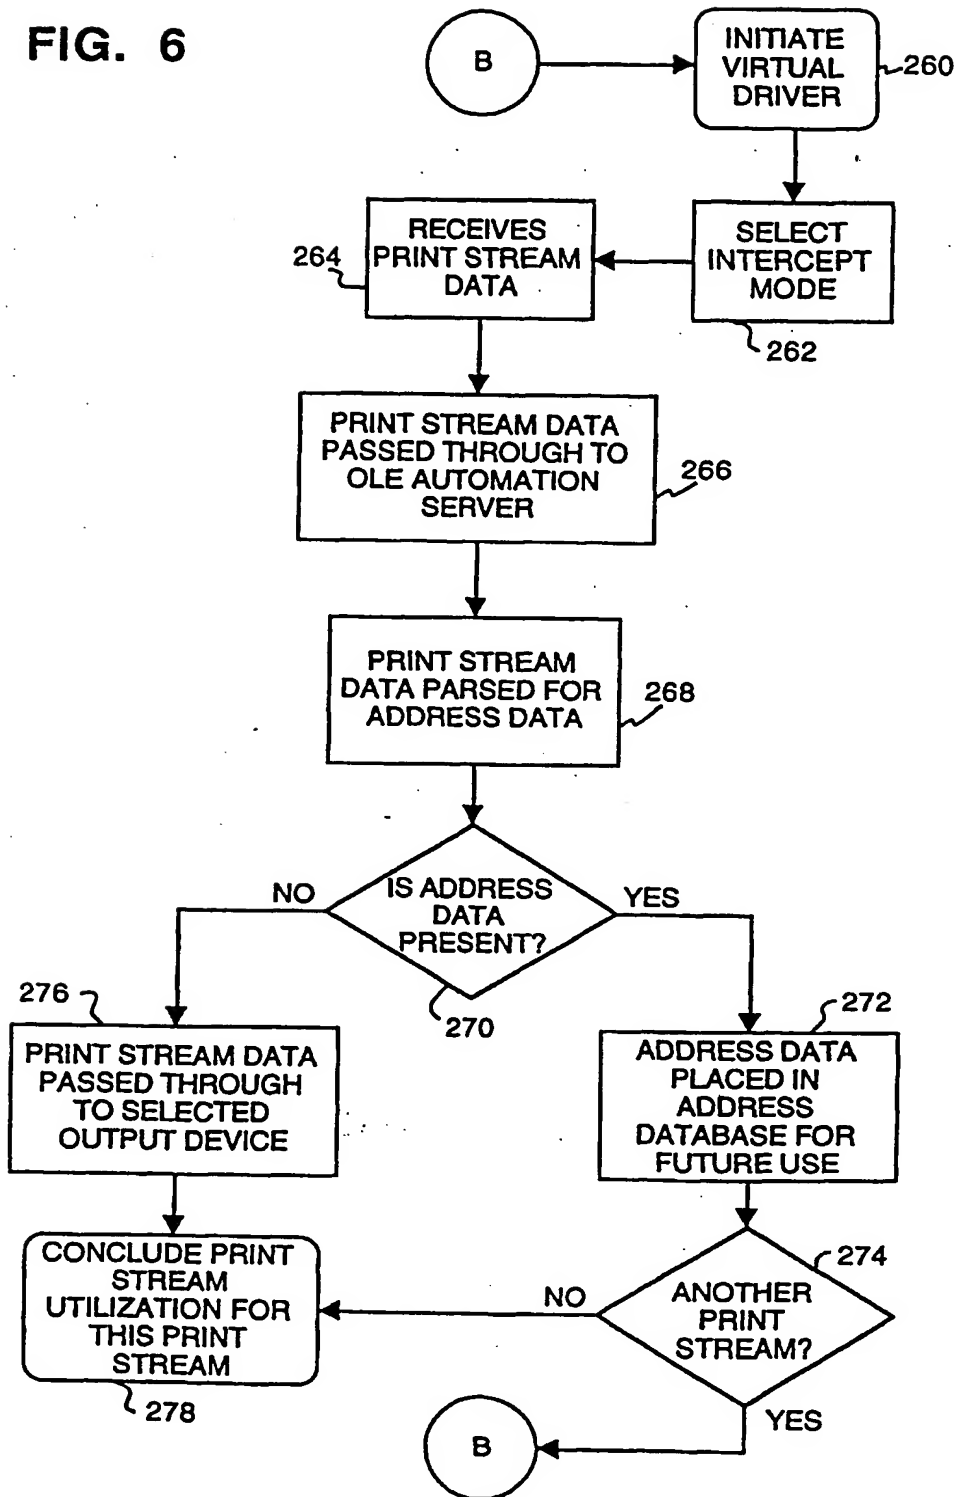 FIG. 6
B
INITIATE
VIRTUAL
DRIVER
260
SELECT
INTERCEPT
MODE
262
RECEIVES
PRINT STREAM
DATA
264
PRINT STREAM DATA
PASSED THROUGH TO
OLE AUTOMATION
SERVER
266
PRINT STREAM
DATA PARSED FOR
ADDRESS DATA
268
IS ADDRESS
DATA
PRESENT?
270
NO
YES
276
PRINT STREAM DATA
PASSED THROUGH
TO SELECTED
OUTPUT DEVICE
272
ADDRESS DATA
PLACED IN
ADDRESS
DATABASE FOR
FUTURE USE
CONCLUDE PRINT
STREAM
UTILIZATION FOR
THIS PRINT
STREAM
278
NO
ANOTHER
PRINT
STREAM?
274
YES
B